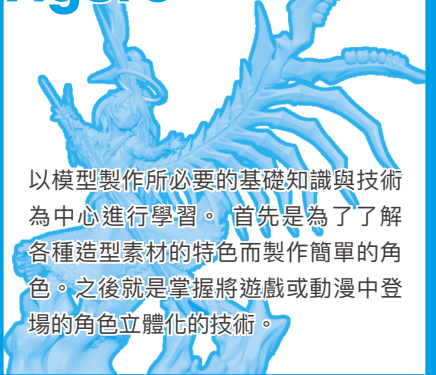 Figure
以模型製作所必要的基礎知識與技術
為中心進行學習。 首先是為了了解
各種造型素材的特色而製作簡單的角
色。之後就是掌握將遊戲或動漫中登
場的角色立體化的技術。